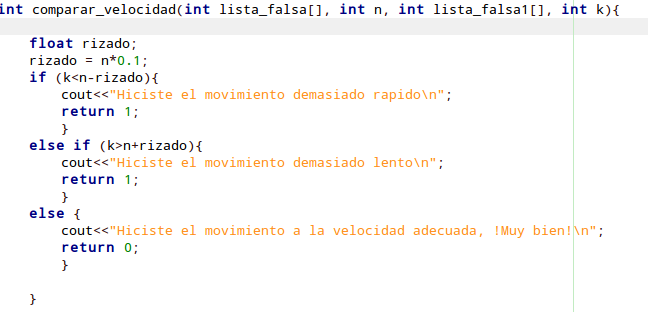 int comparar_velocidad(int lista_falsa[], int n, int lista_falsa1[], int k){
float rizado;
rizado = n*0.1;
if (k<n-rizado){
cout<<"Hiciste el movimiento demasiado rapido\n";
return 1;
}
else if (k>n+rizado){
cout<<"Hiciste el movimiento demasiado lento\n";
return 1;
}
else {
cout<<"Hiciste el movimiento a la velocidad adecuada, !Muy bien!\n";
return 0;
}
}